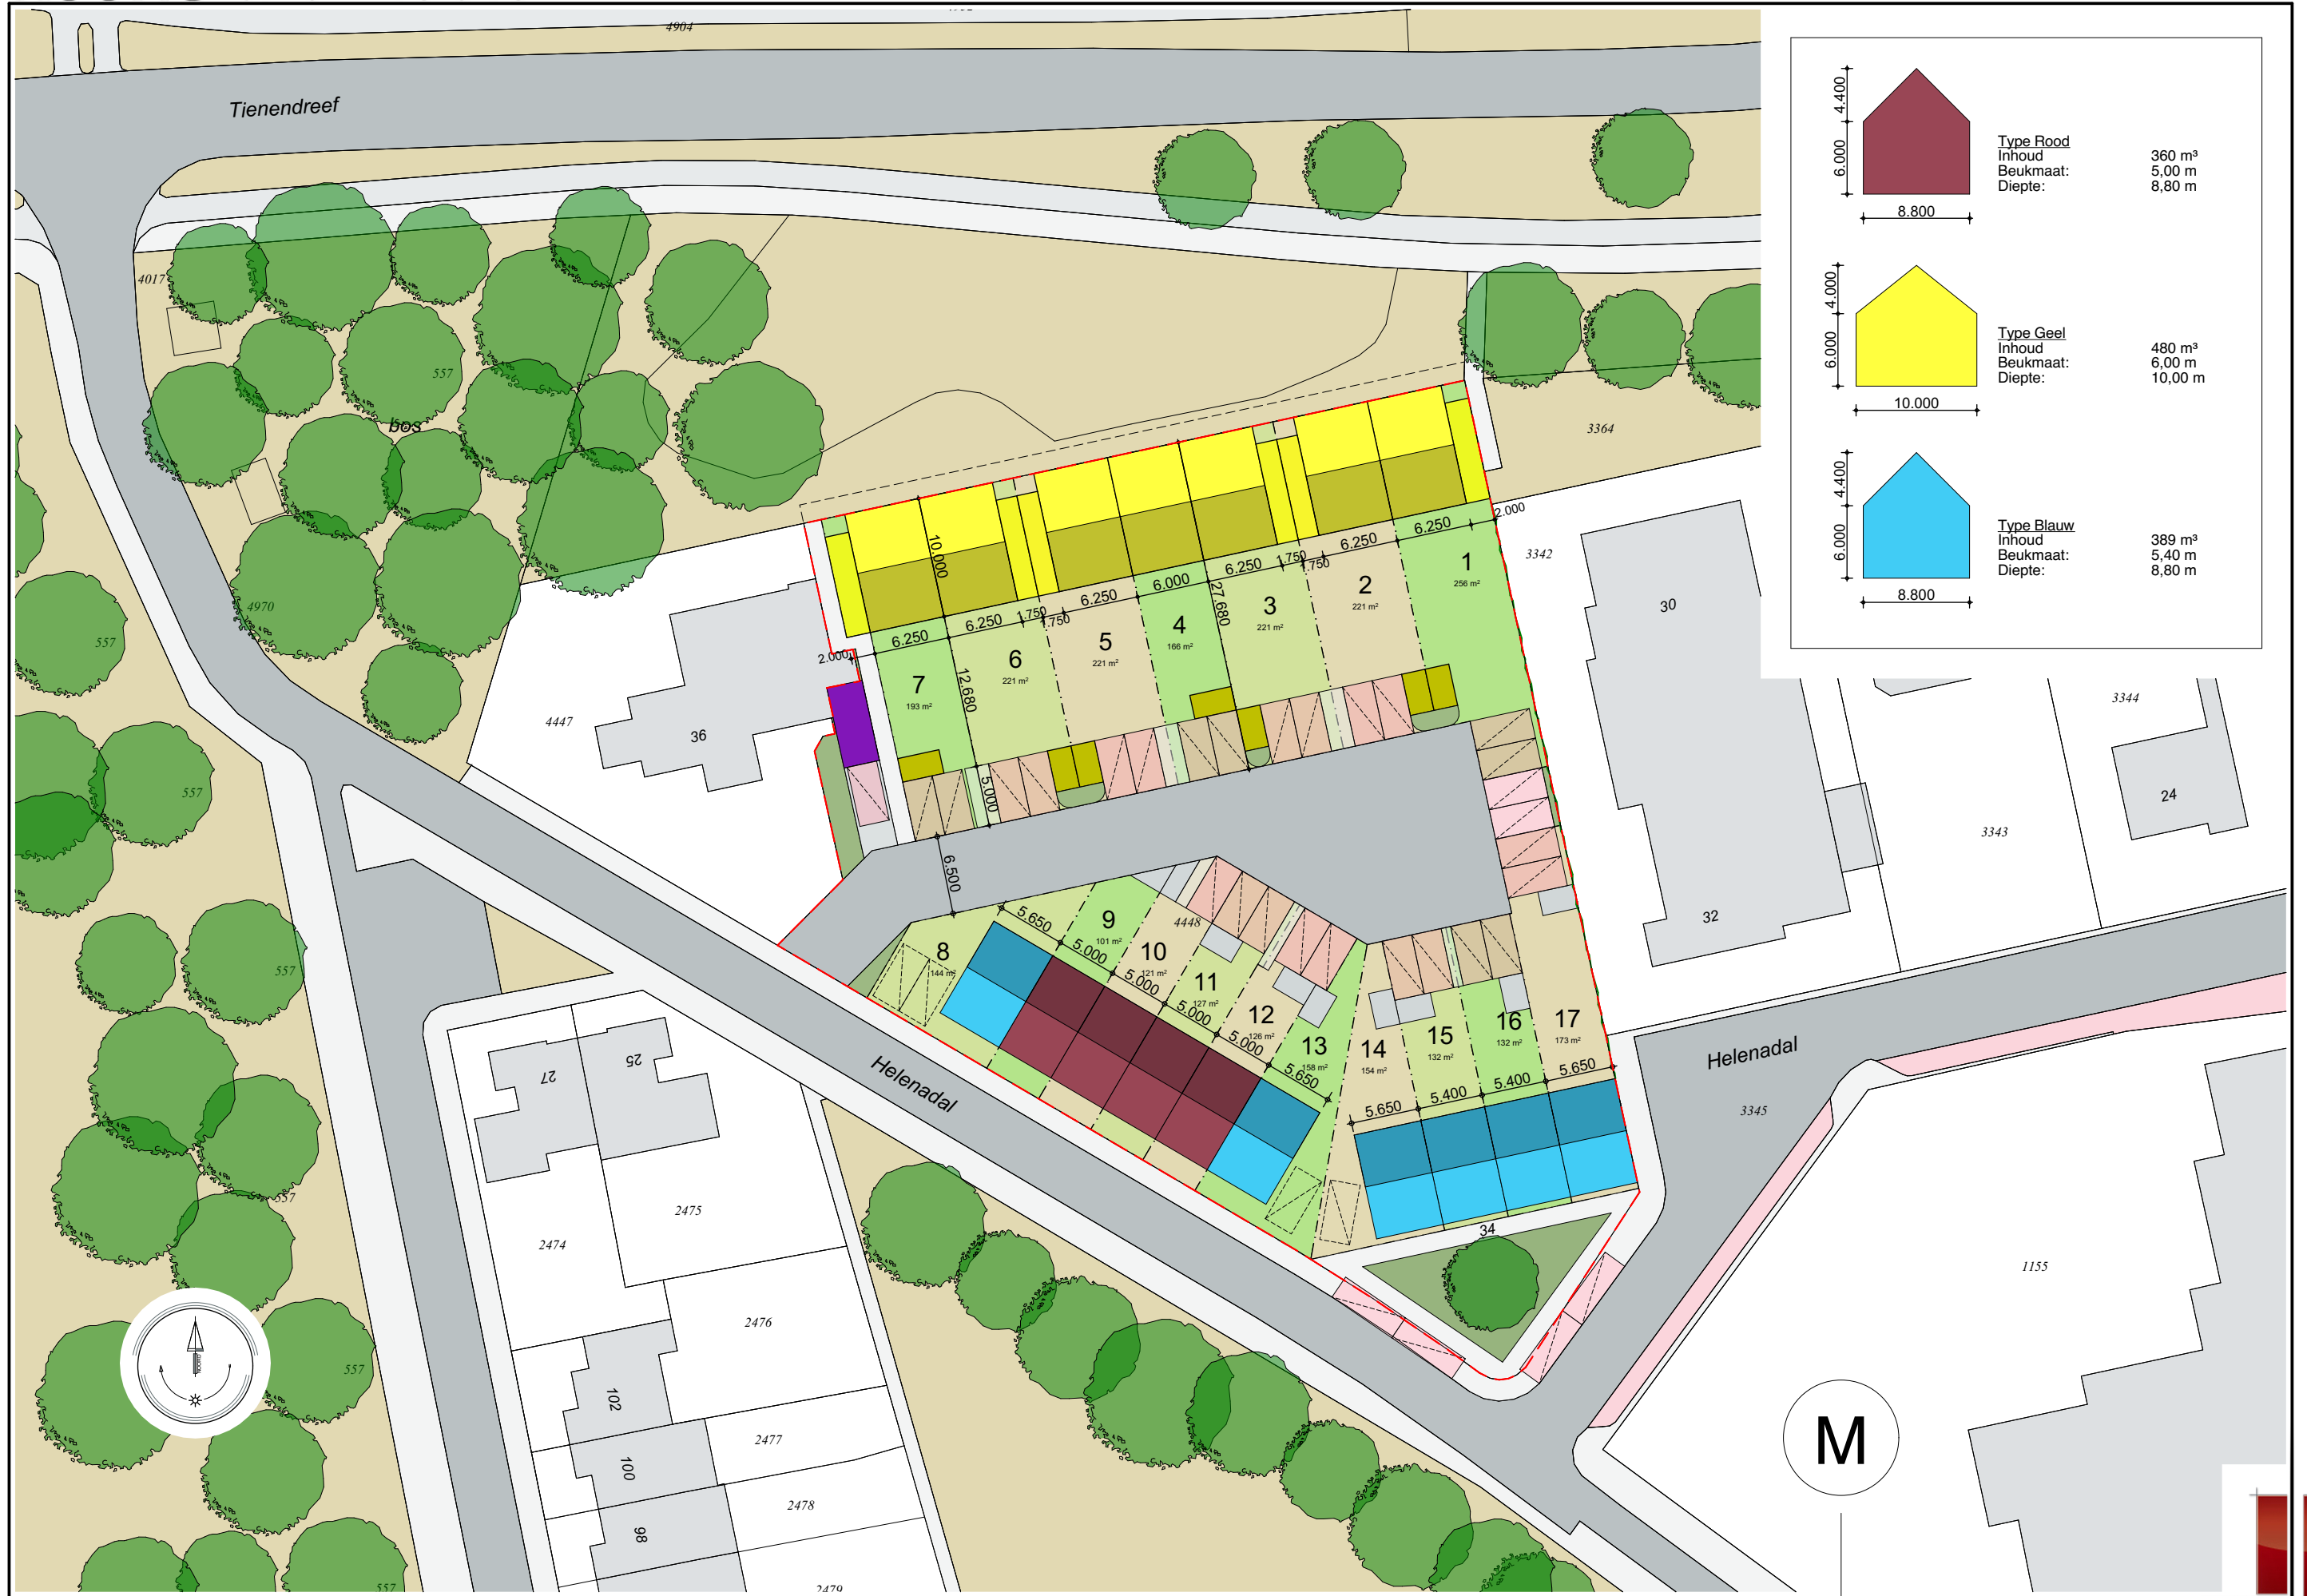 4904
Tienendreef
4017
557
bos
4970
557
557
557
557
557
557
557
4447
36
3364
3342
30
32
3343
3344
24
4.400
6.000
8.800
Type Rood
Inhoud 360 m³
Beukmaat: 5,00 m
Diepte: 8,80 m
4.000
6.000
10.000
Type Geel
Inhoud 480 m³
Beukmaat: 6,00 m
Diepte: 10,00 m
4.400
6.000
8.800
Type Blauw
Inhoud 389 m³
Beukmaat: 5,40 m
Diepte: 8,80 m
2.000
6.250
1
256 m²
6.250
2
221 m²
1.750
1.750
6.250
3
221 m²
27.680
6.000
4
166 m²
6.250
5
221 m²
1.750
1.750
6.250
6
221 m²
10.000
6.250
7
193 m²
2.000
12.680
5.000
6.500
8
144 m²
5.650
9
101 m²
5.000
4448
10
121 m²
5.000
11
127 m²
5.000
12
126 m²
5.000
13
158 m²
5.650
14
154 m²
5.650
15
132 m²
5.400
16
132 m²
5.400
17
173 m²
5.650
34
Helenadal
Helenadal
3345
1155
27
25
2475
2474
2476
102
2477
100
2478
98
2479
NOORD
M